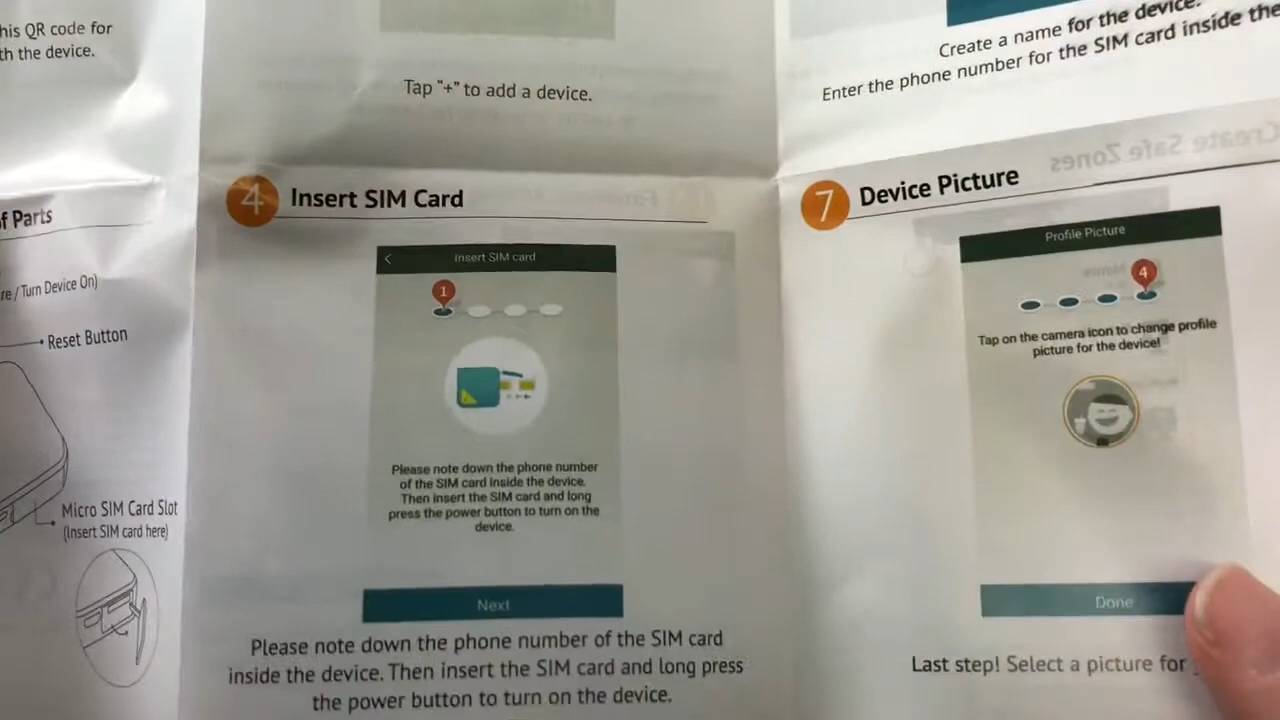 his QR code for
th the device.
of Parts
re / Turn Device On)
Reset Button
Micro SIM Card Slot
(Insert SIM card here)
Tap "+" to add a device.
4 Insert SIM Card
Insert SIM card
1
Please note down the phone number
of the SIM card inside the device.
Then insert the SIM card and long
press the power button to turn on the
device.
Next
Please note down the phone number of the SIM card
inside the device. Then insert the SIM card and long press
the power button to turn on the device.
Create a name for the device.
Enter the phone number for the SIM card inside the
Create Safe Zones
7 Device Picture
Profile Picture
4
Tap on the camera icon to change profile
picture for the device!
Done
Last step! Select a picture for